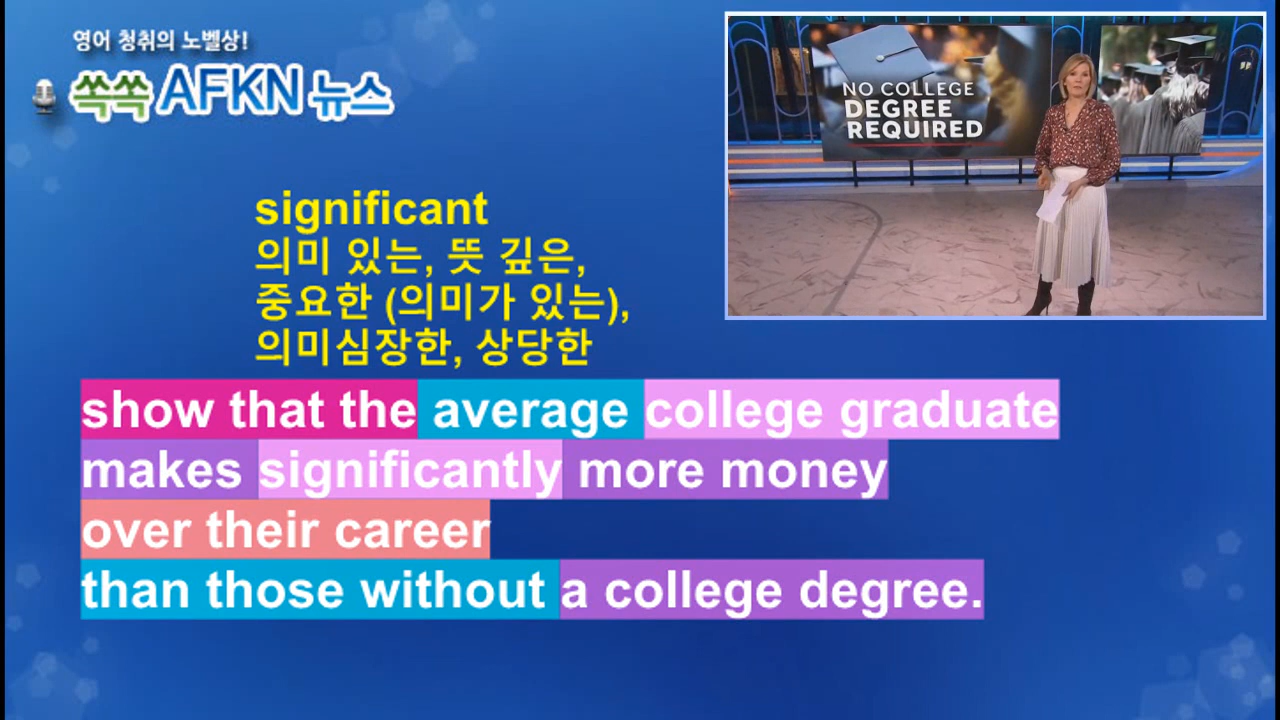 영어 청취의 노벨상!
쏙쏙 AFKN 뉴스
NO COLLEGE
DEGREE
REQUIRED
significant
의미 있는, 뜻 깊은,
중요한 (의미가 있는),
의미심장한, 상당한
show that the average college graduate
makes significantly more money
over their career
than those without a college degree.